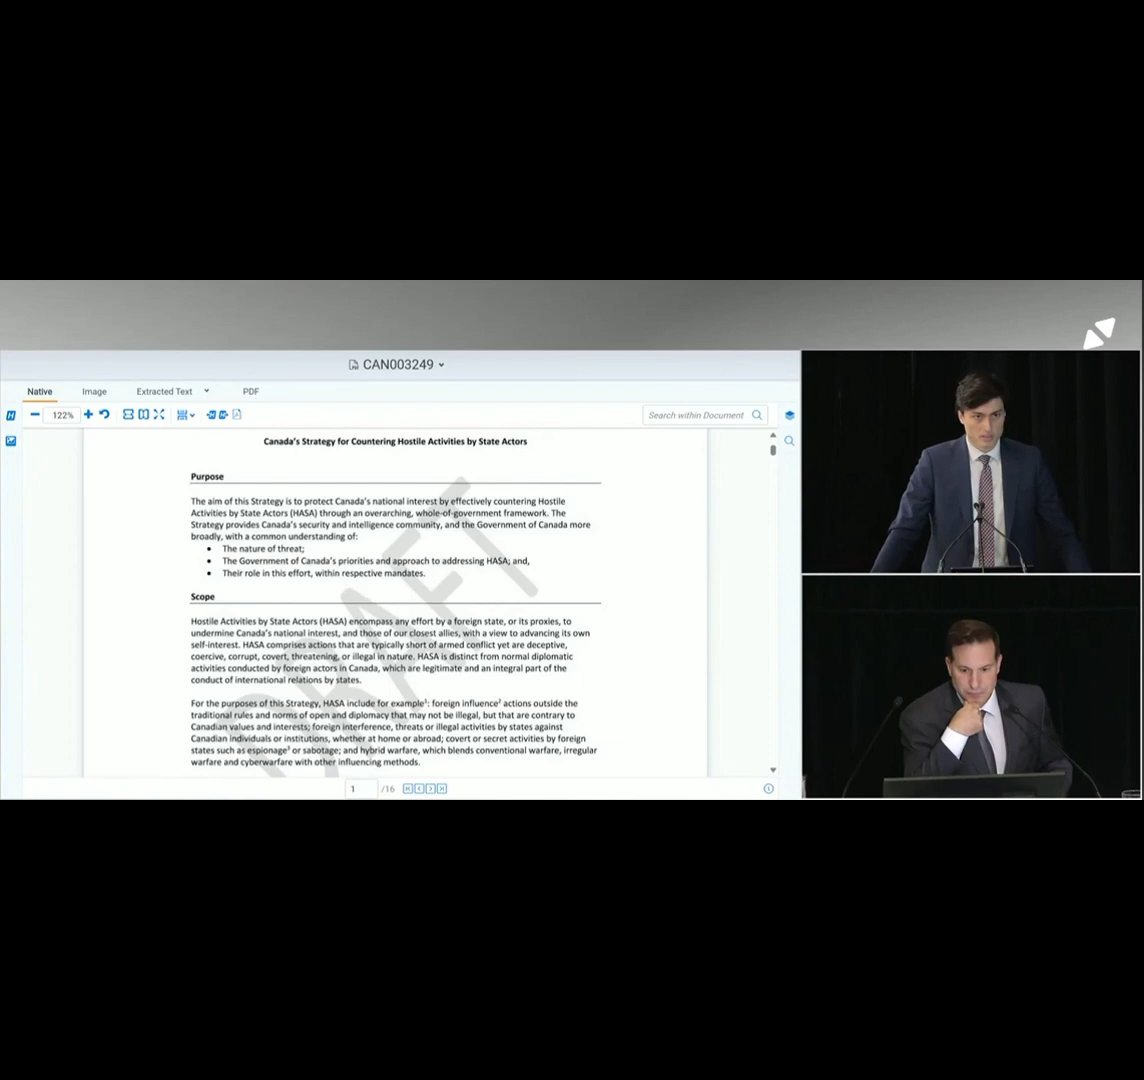 CAN003249
Native Image Extracted Text PDF
122%
Search within Document
Canada's Strategy for Countering Hostile Activities by State Actors
Purpose
The aim of this Strategy is to protect Canada's national interest by effectively countering Hostile
Activities by State Actors (HASA) through an overarching, whole-of-government framework. The
Strategy provides Canada's security and intelligence community, and the Government of Canada more
broadly, with a common understanding of:
• The nature of threat;
• The Government of Canada's priorities and approach to addressing HASA; and,
• Their role in this effort, within respective mandates.
Scope
Hostile Activities by State Actors (HASA) encompass any effort by a foreign state, or its proxies, to
undermine Canada's national interest, and those of our closest allies, with a view to advancing its own
self-interest. HASA comprises actions that are typically short of armed conflict yet are deceptive,
coercive, corrupt, covert, threatening, or illegal in nature. HASA is distinct from normal diplomatic
activities conducted by foreign actors in Canada, which are legitimate and an integral part of the
conduct of international relations by states.
For the purposes of this Strategy, HASA include for example¹: foreign influence² actions outside the
traditional rules and norms of open and diplomacy that may not be illegal, but that are contrary to
Canadian values and interests; foreign interference, threats or illegal activities by states against
Canadian individuals or institutions, whether at home or abroad; covert or secret activities by foreign
states such as espionage³ or sabotage; and hybrid warfare, which blends conventional warfare, irregular
warfare and cyberwarfare with other influencing methods.
DRAFT
1 /16